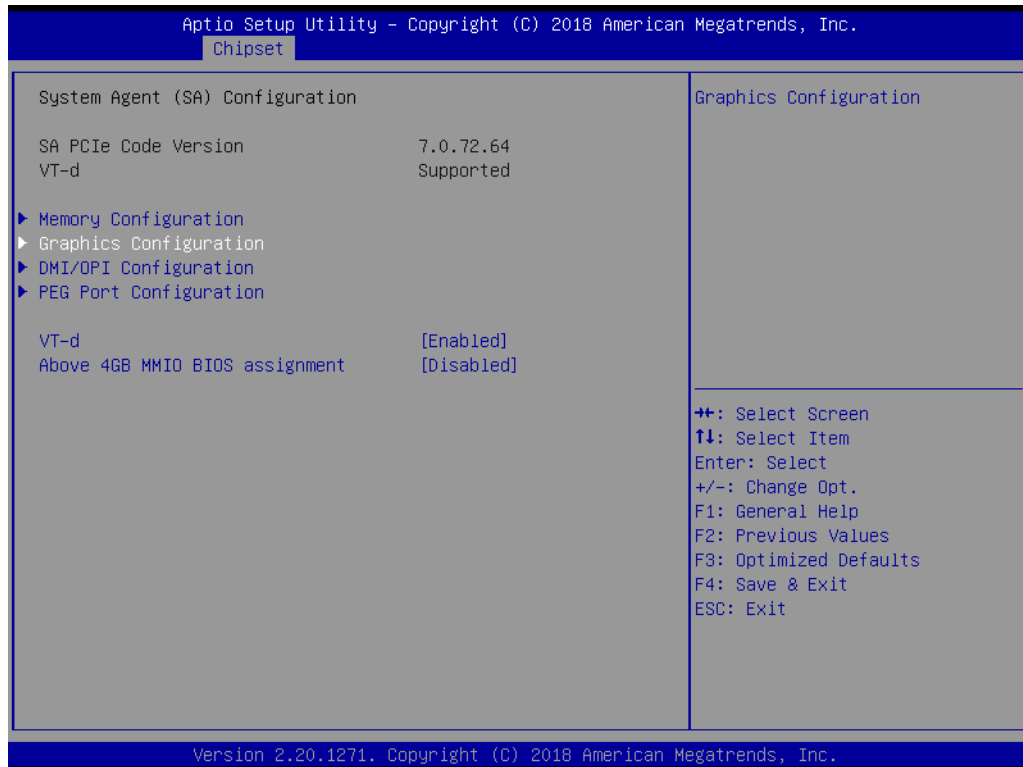 Aptio Setup Utility – Copyright (C) 2018 American Megatrends, Inc.
Chipset
System Agent (SA) Configuration
SA PCIe Code Version 7.0.72.64
VT-d Supported
Memory Configuration
Graphics Configuration
DMI/OPI Configuration
PEG Port Configuration
VT-d [Enabled]
Above 4GB MMIO BIOS assignment [Disabled]
Graphics Configuration
→←: Select Screen
↑↓: Select Item
Enter: Select
+/-: Change Opt.
F1: General Help
F2: Previous Values
F3: Optimized Defaults
F4: Save & Exit
ESC: Exit
Version 2.20.1271. Copyright (C) 2018 American Megatrends, Inc.